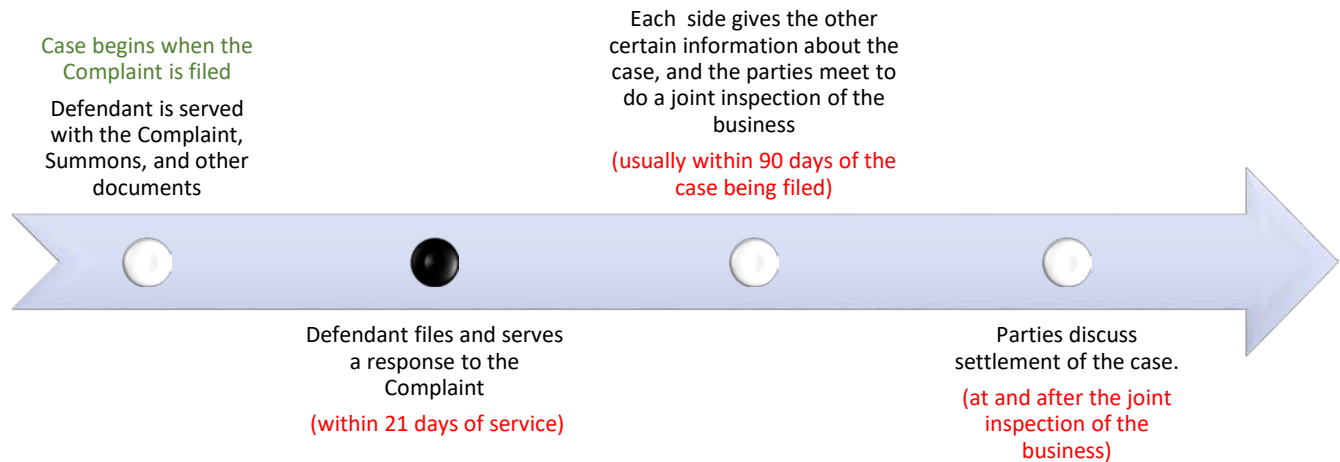 Case begins when the
Complaint is filed
Defendant is served
with the Complaint,
Summons, and other
documents
Defendant files and serves
a response to the
Complaint
(within 21 days of service)
Each side gives the other
certain information about the
case, and the parties meet to
do a joint inspection of the
business
(usually within 90 days of the
case being filed)
Parties discuss
settlement of the case.
(at and after the joint
inspection of the
business)